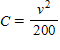 C = v²/200